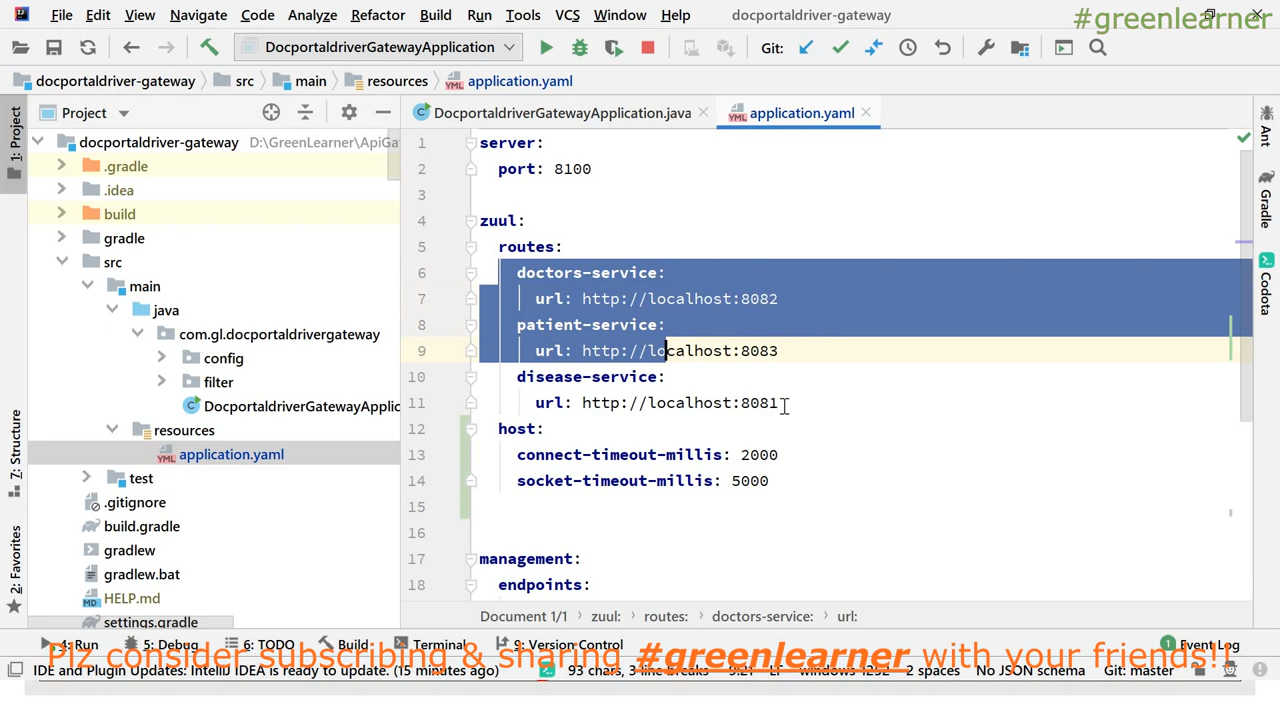 File Edit View Navigate Code Analyze Refactor Build Run Tools VCS Window Help docportaldriver-gateway
#greenlearner
DocportaldriverGatewayApplication Git:
docportaldriver-gateway src main resources application.yaml
Project DocportaldriverGatewayApplication.java application.yaml
1: Project
7: Structure
2: Favorites
docportaldriver-gateway D:\GreenLearner\ApiGa
.gradle
.idea
build
gradle
src
main
java
com.gl.docportaldrivergateway
config
filter
DocportaldriverGatewayApplic
resources
application.yaml
test
.gitignore
build.gradle
gradlew
gradlew.bat
HELP.md
settings.gradle
1 server:
2 port: 8100
3
4 zuul:
5 routes:
6 doctors-service:
7 url: http://localhost:8082
8 patient-service:
9 url: http://localhost:8083
10 disease-service:
11 url: http://localhost:8081
12 host:
13 connect-timeout-millis: 2000
14 socket-timeout-millis: 5000
15
16
17 management:
18 endpoints:
Ant
Gradle
Codota
Document 1/1 zuul: routes: doctors-service: url:
4: Run 5: Debug 6: TODO Build Terminal 9: Version Control 1 Event Log
Plz consider subscribing & sharing #greenlearner with your friends!!
IDE and Plugin Updates: IntelliJ IDEA is ready to update. (15 minutes ago) 93 chars, 3 line breaks 9:21 LF windows-1252 2 spaces No JSON schema Git: master